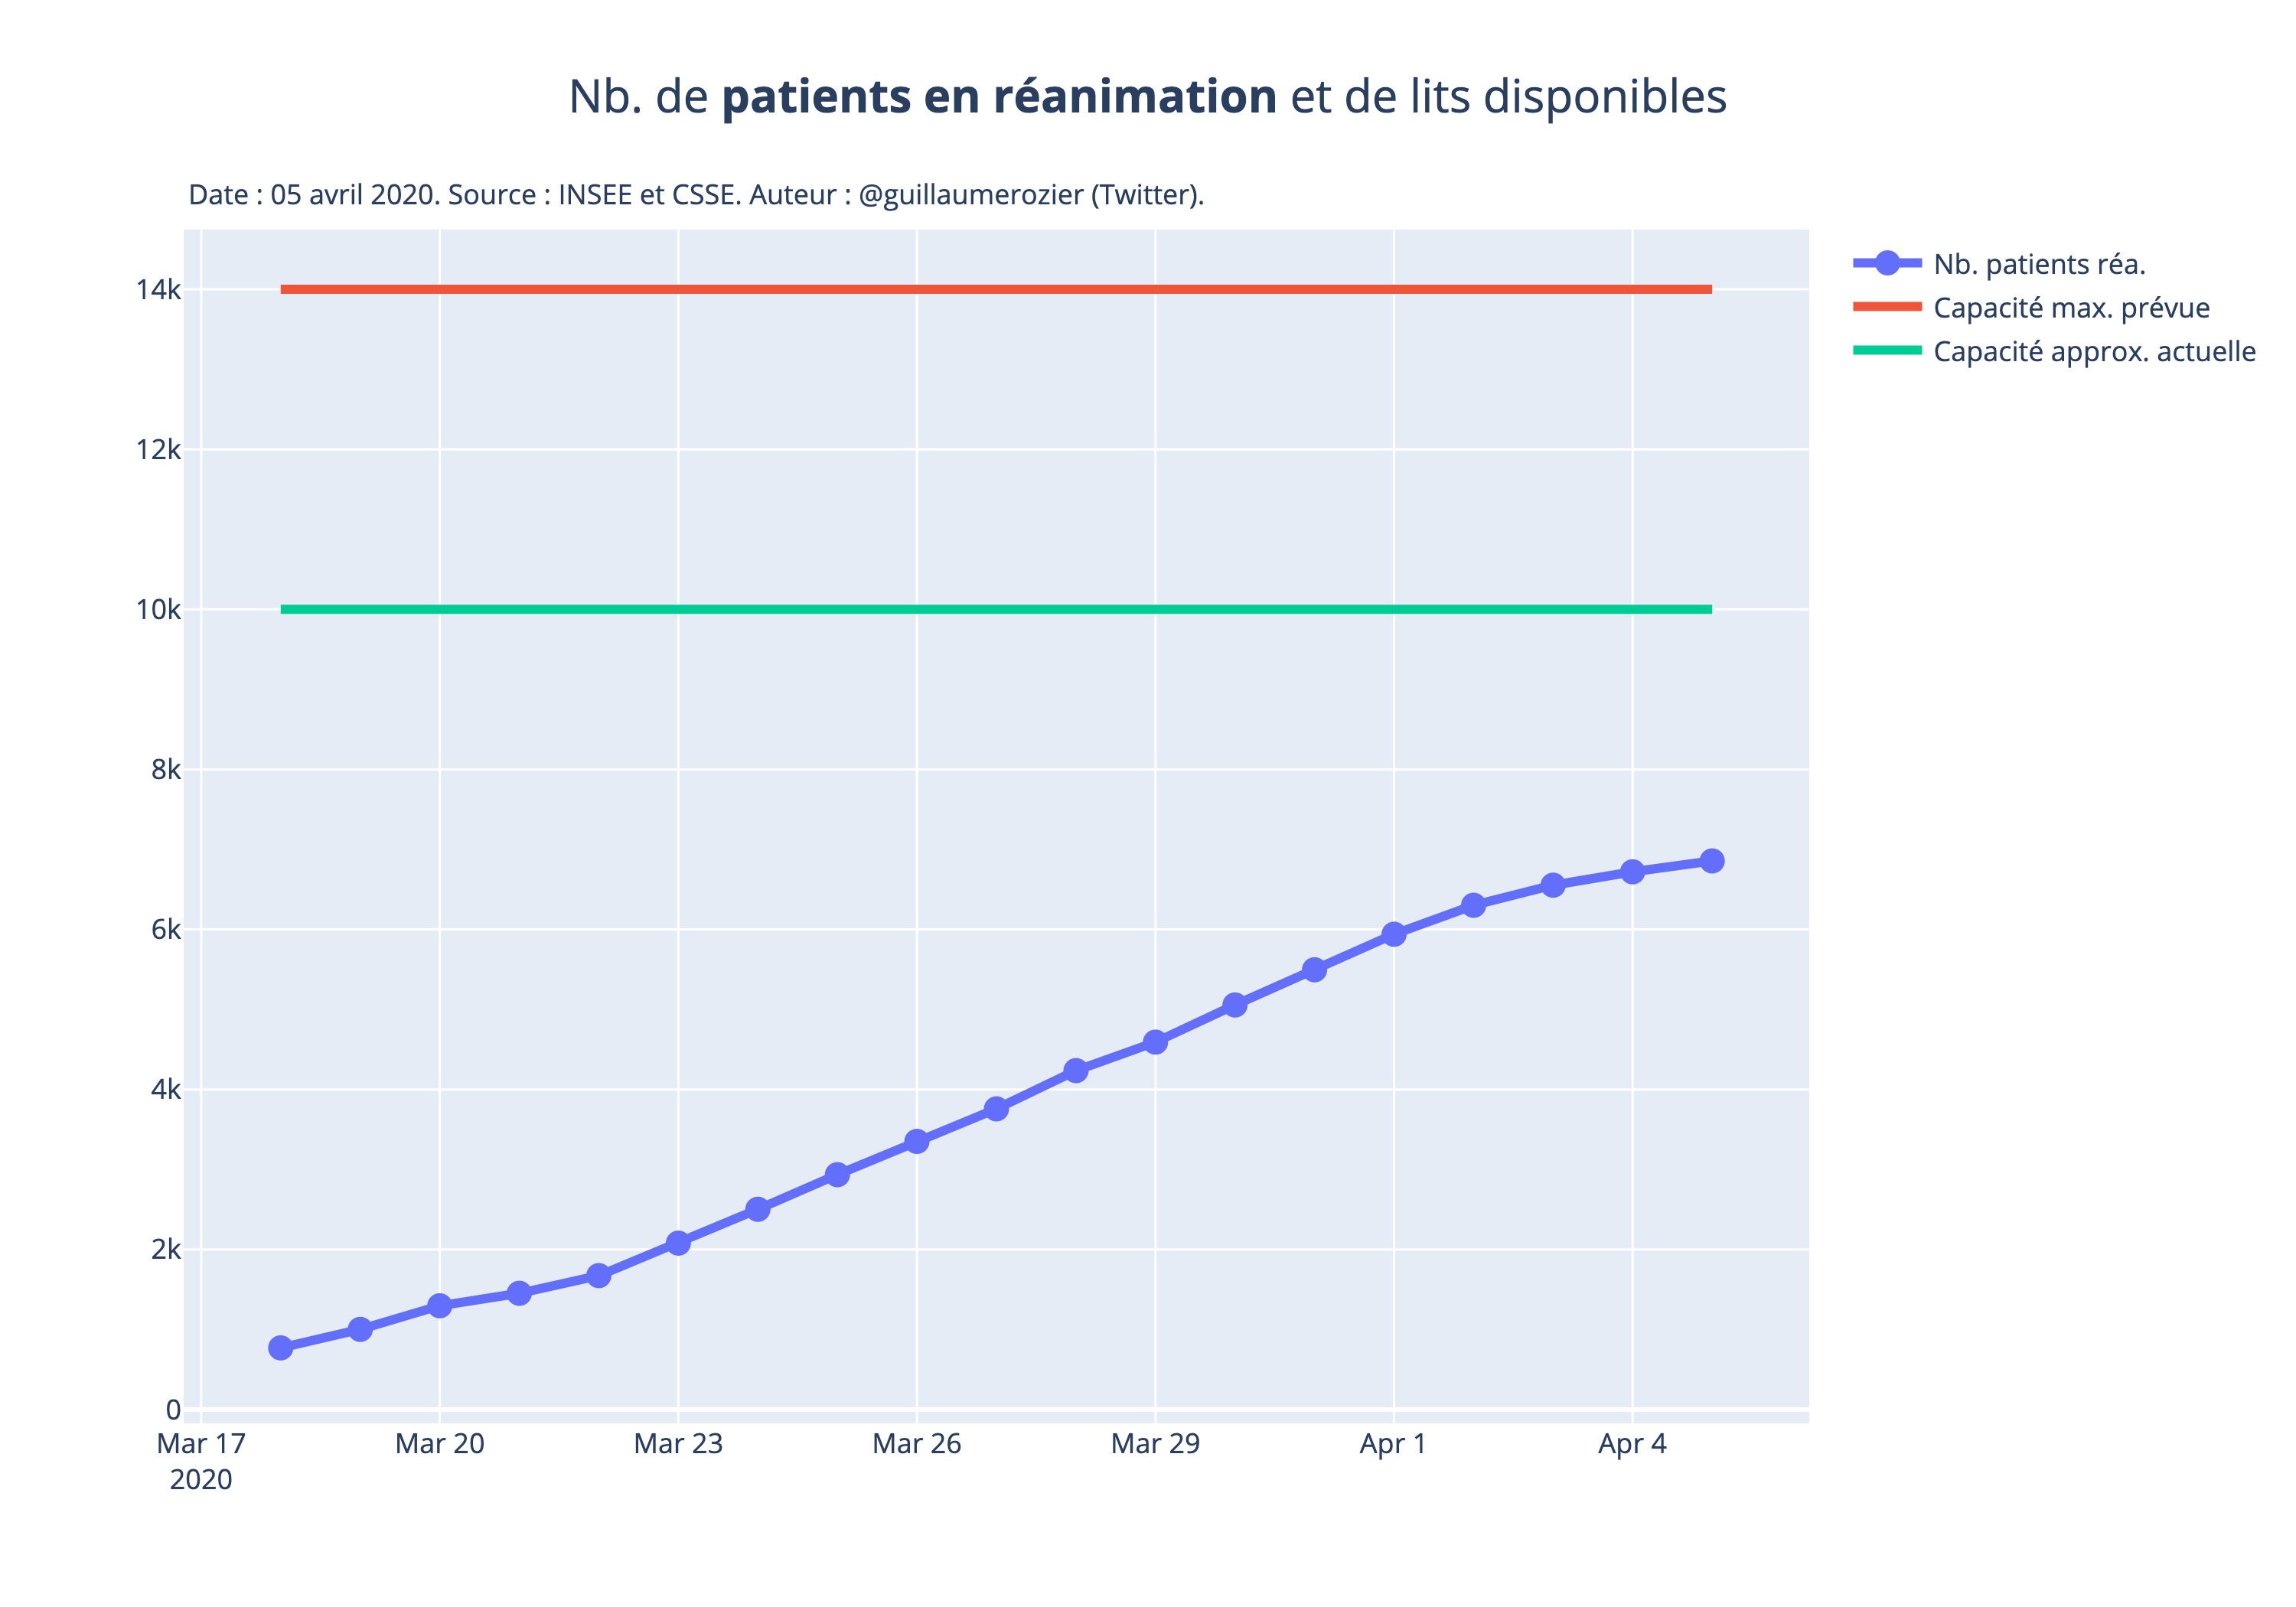 Nb. de patients en réanimation et de lits disponibles
Date : 05 avril 2020. Source : INSEE et CSSE. Auteur : @guillaumerozier (Twitter).
Nb. patients réa.
Capacité max. prévue
Capacité approx. actuelle
14k
12k
10k
8k
6k
4k
2k
0
Mar 17 Mar 20 Mar 23 Mar 26 Mar 29 Apr 1 Apr 4
2020